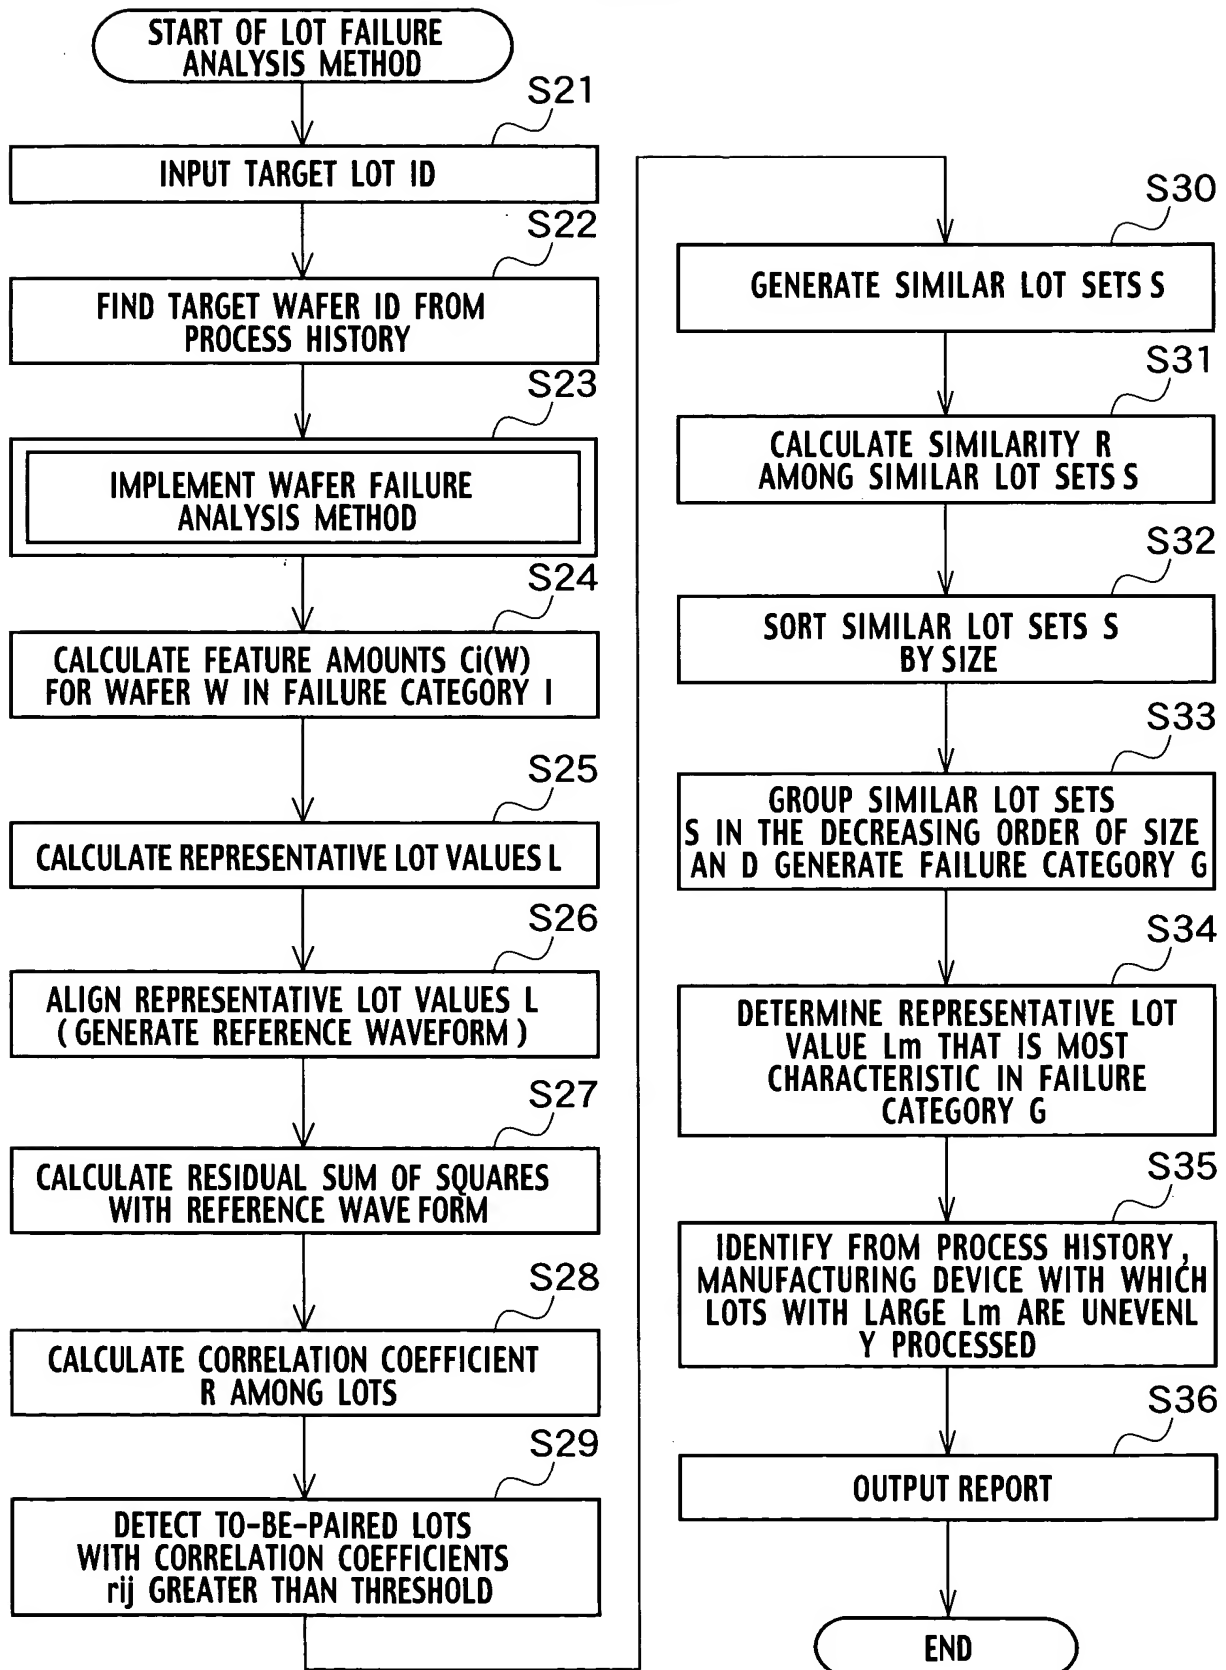 START OF LOT FAILURE
ANALYSIS METHOD
S21
INPUT TARGET LOT ID
S22
FIND TARGET WAFER ID FROM
PROCESS HISTORY
S23
IMPLEMENT WAFER FAILURE
ANALYSIS METHOD
S24
CALCULATE FEATURE AMOUNTS Ci(W)
FOR WAFER W IN FAILURE CATEGORY I
S25
CALCULATE REPRESENTATIVE LOT VALUES L
S26
ALIGN REPRESENTATIVE LOT VALUES L
( GENERATE REFERENCE WAVEFORM )
S27
CALCULATE RESIDUAL SUM OF SQUARES
WITH REFERENCE WAVE FORM
S28
CALCULATE CORRELATION COEFFICIENT
R AMONG LOTS
S29
DETECT TO-BE-PAIRED LOTS
WITH CORRELATION COEFFICIENTS
rij GREATER THAN THRESHOLD
S30
GENERATE SIMILAR LOT SETS S
S31
CALCULATE SIMILARITY R
AMONG SIMILAR LOT SETS S
S32
SORT SIMILAR LOT SETS S
BY SIZE
S33
GROUP SIMILAR LOT SETS
S IN THE DECREASING ORDER OF SIZE
AN D GENERATE FAILURE CATEGORY G
S34
DETERMINE REPRESENTATIVE LOT
VALUE Lm THAT IS MOST
CHARACTERISTIC IN FAILURE
CATEGORY G
S35
IDENTIFY FROM PROCESS HISTORY ,
MANUFACTURING DEVICE WITH WHICH
LOTS WITH LARGE Lm ARE UNEVENL
Y PROCESSED
S36
OUTPUT REPORT
END